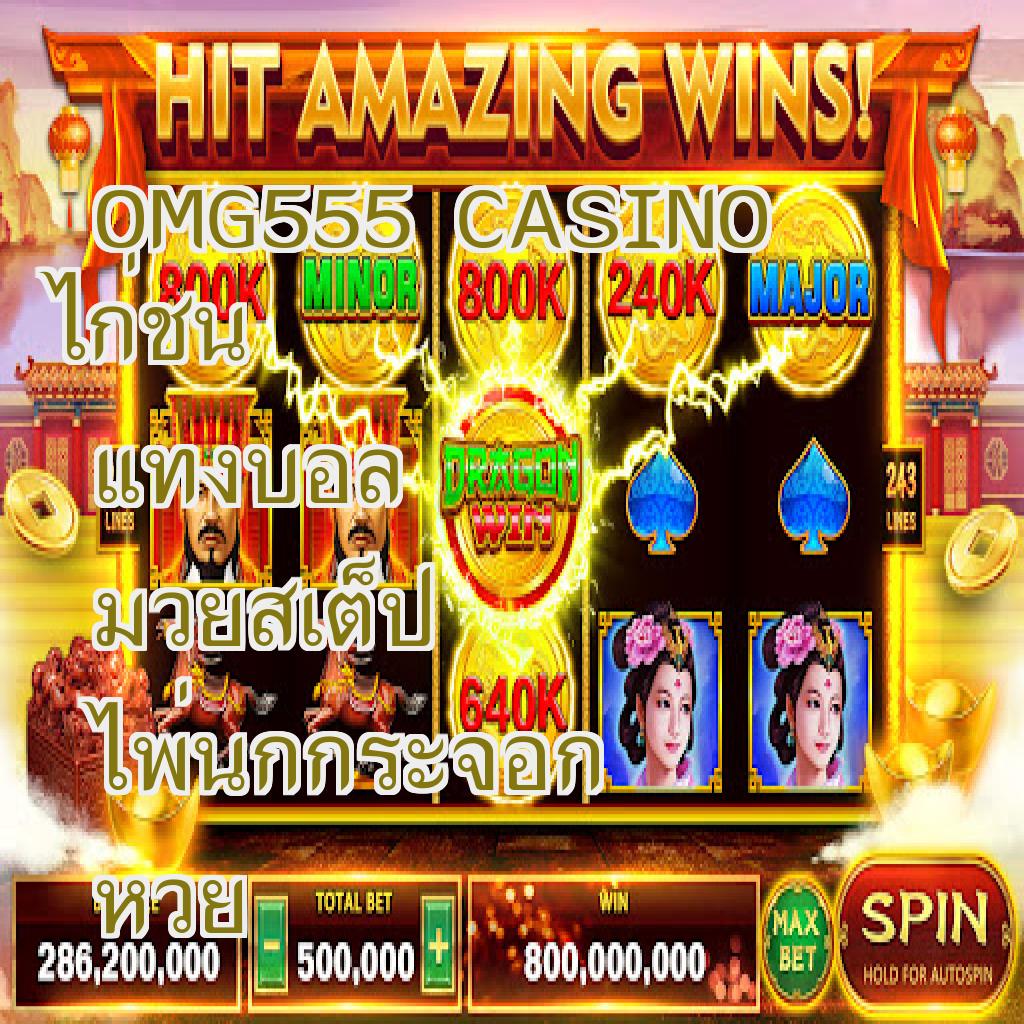 HIT AMAZING WINS!
QMG555 CASINO
800K MINOR 800K 240K MAJOR
ไก่ชน
DRAGON WIN
แทงบอล
243
LINES LINES
มวยสเต็ป
640K
ไพ่นกกระจอก
หวย
TOTAL BET WIN
286,200,000 - 500,000 + 800,000,000
MAX BET
SPIN
HOLD FOR AUTOSPIN